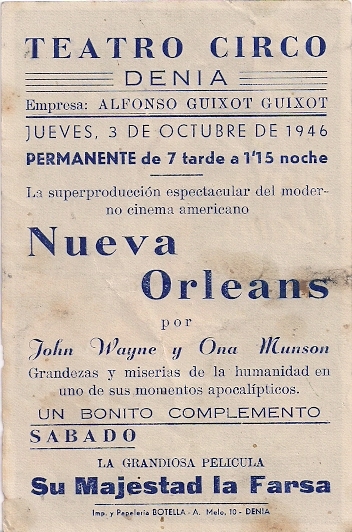 TEATRO CIRCO
DENIA
Empresa: ALFONSO GUIXOT GUIXOT
JUEVES, 3 DE OCTUBRE DE 1946
PERMANENTE de 7 tarde a 1'15 noche
La superproducción espectacular del moder-
no cinema americano
Nueva
Orleans
por
John Wayne y Ona Munson
Grandezas y miserias de la humanidad en
uno de sus momentos apocalípticos.
UN BONITO COMPLEMENTO
SABADO
LA GRANDIOSA PELICULA
Su Majestad la Farsa
Imp. y Papelería BOTELLA - A. Melo, 10 - DENIA